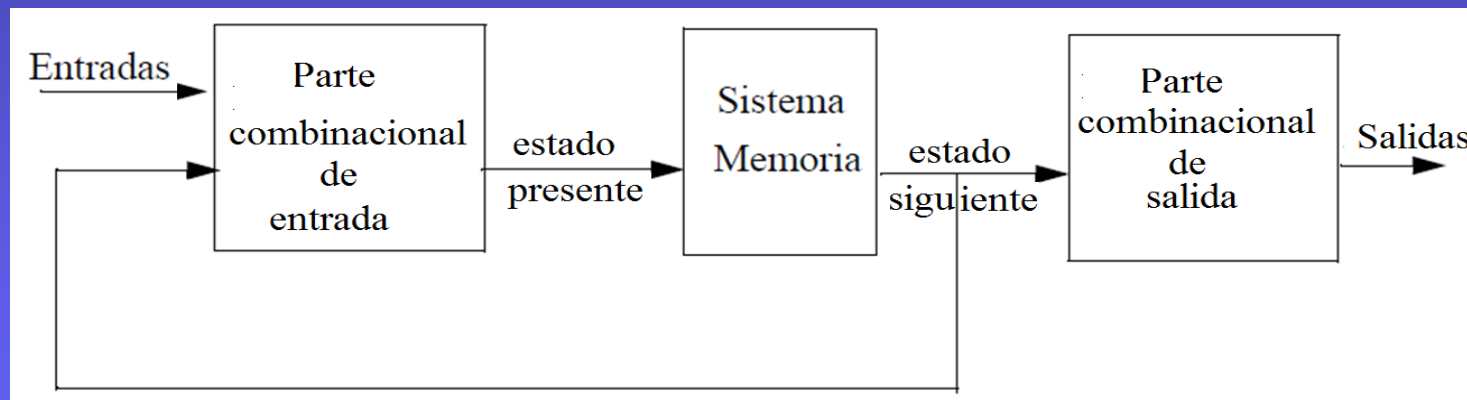 Entradas
Parte
combinacional
de
entrada
estado
presente
Sistema
Memoria
estado
siguiente
Parte
combinacional
de
salida
Salidas